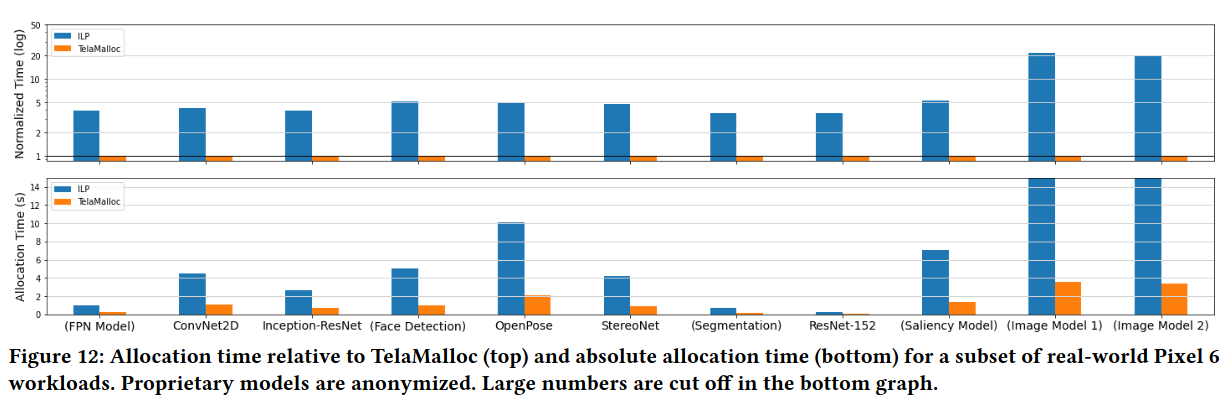 50
20
10
5
2
1
Normalized Time (log)
ILP
TelaMalloc
14
12
10
8
6
4
2
0
Allocation Time (s)
ILP
TelaMalloc
(FPN Model) ConvNet2D Inception-ResNet (Face Detection) OpenPose StereoNet (Segmentation) ResNet-152 (Saliency Model) (Image Model 1) (Image Model 2)
Figure 12: Allocation time relative to TelaMalloc (top) and absolute allocation time (bottom) for a subset of real-world Pixel 6
workloads. Proprietary models are anonymized. Large numbers are cut off in the bottom graph.